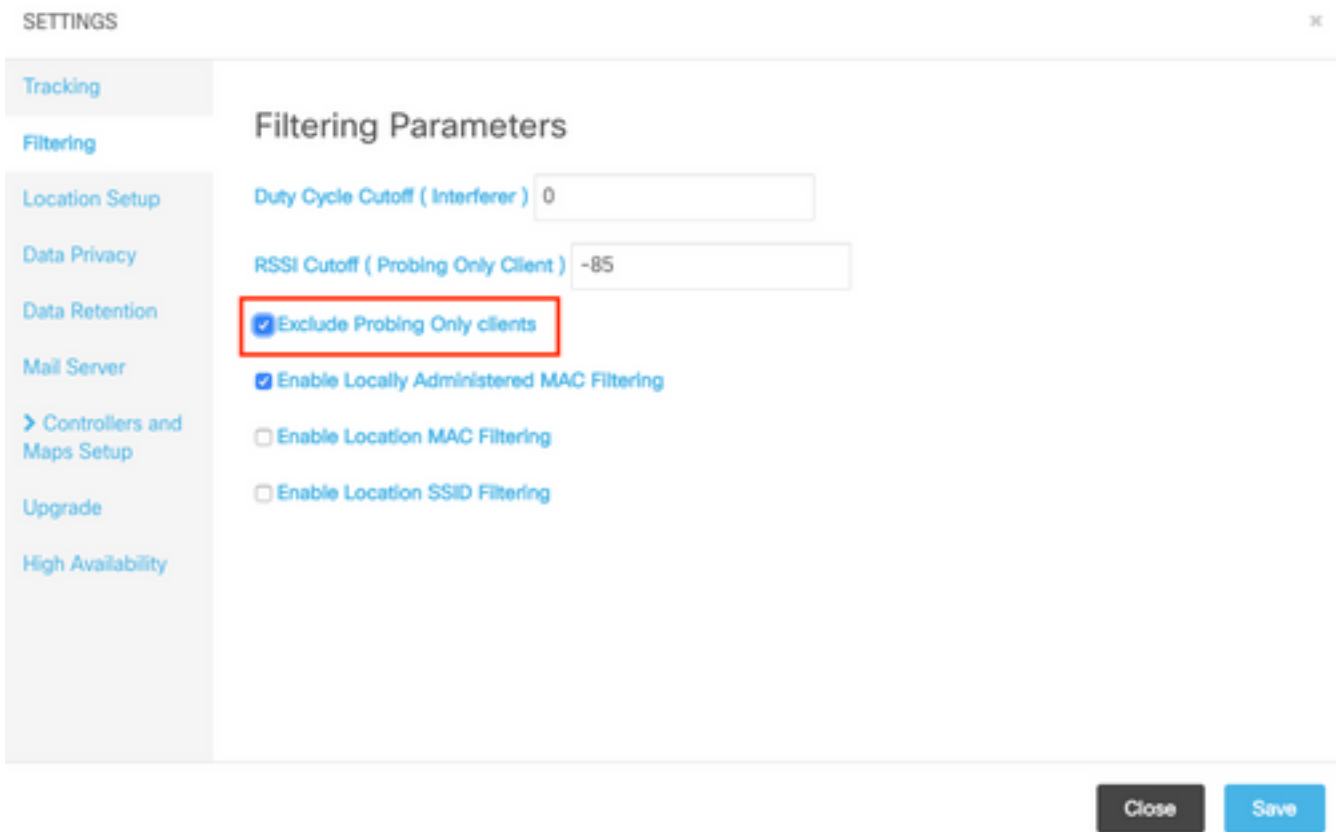 SETTINGS
Tracking
Filtering
Location Setup
Data Privacy
Data Retention
Mail Server
Controllers and
Maps Setup
Upgrade
High Availability
Filtering Parameters
Duty Cycle Cutoff ( Interferer ) 0
RSSI Cutoff ( Probing Only Client ) -85
Exclude Probing Only clients
Enable Locally Administered MAC Filtering
Enable Location MAC Filtering
Enable Location SSID Filtering
Close Save